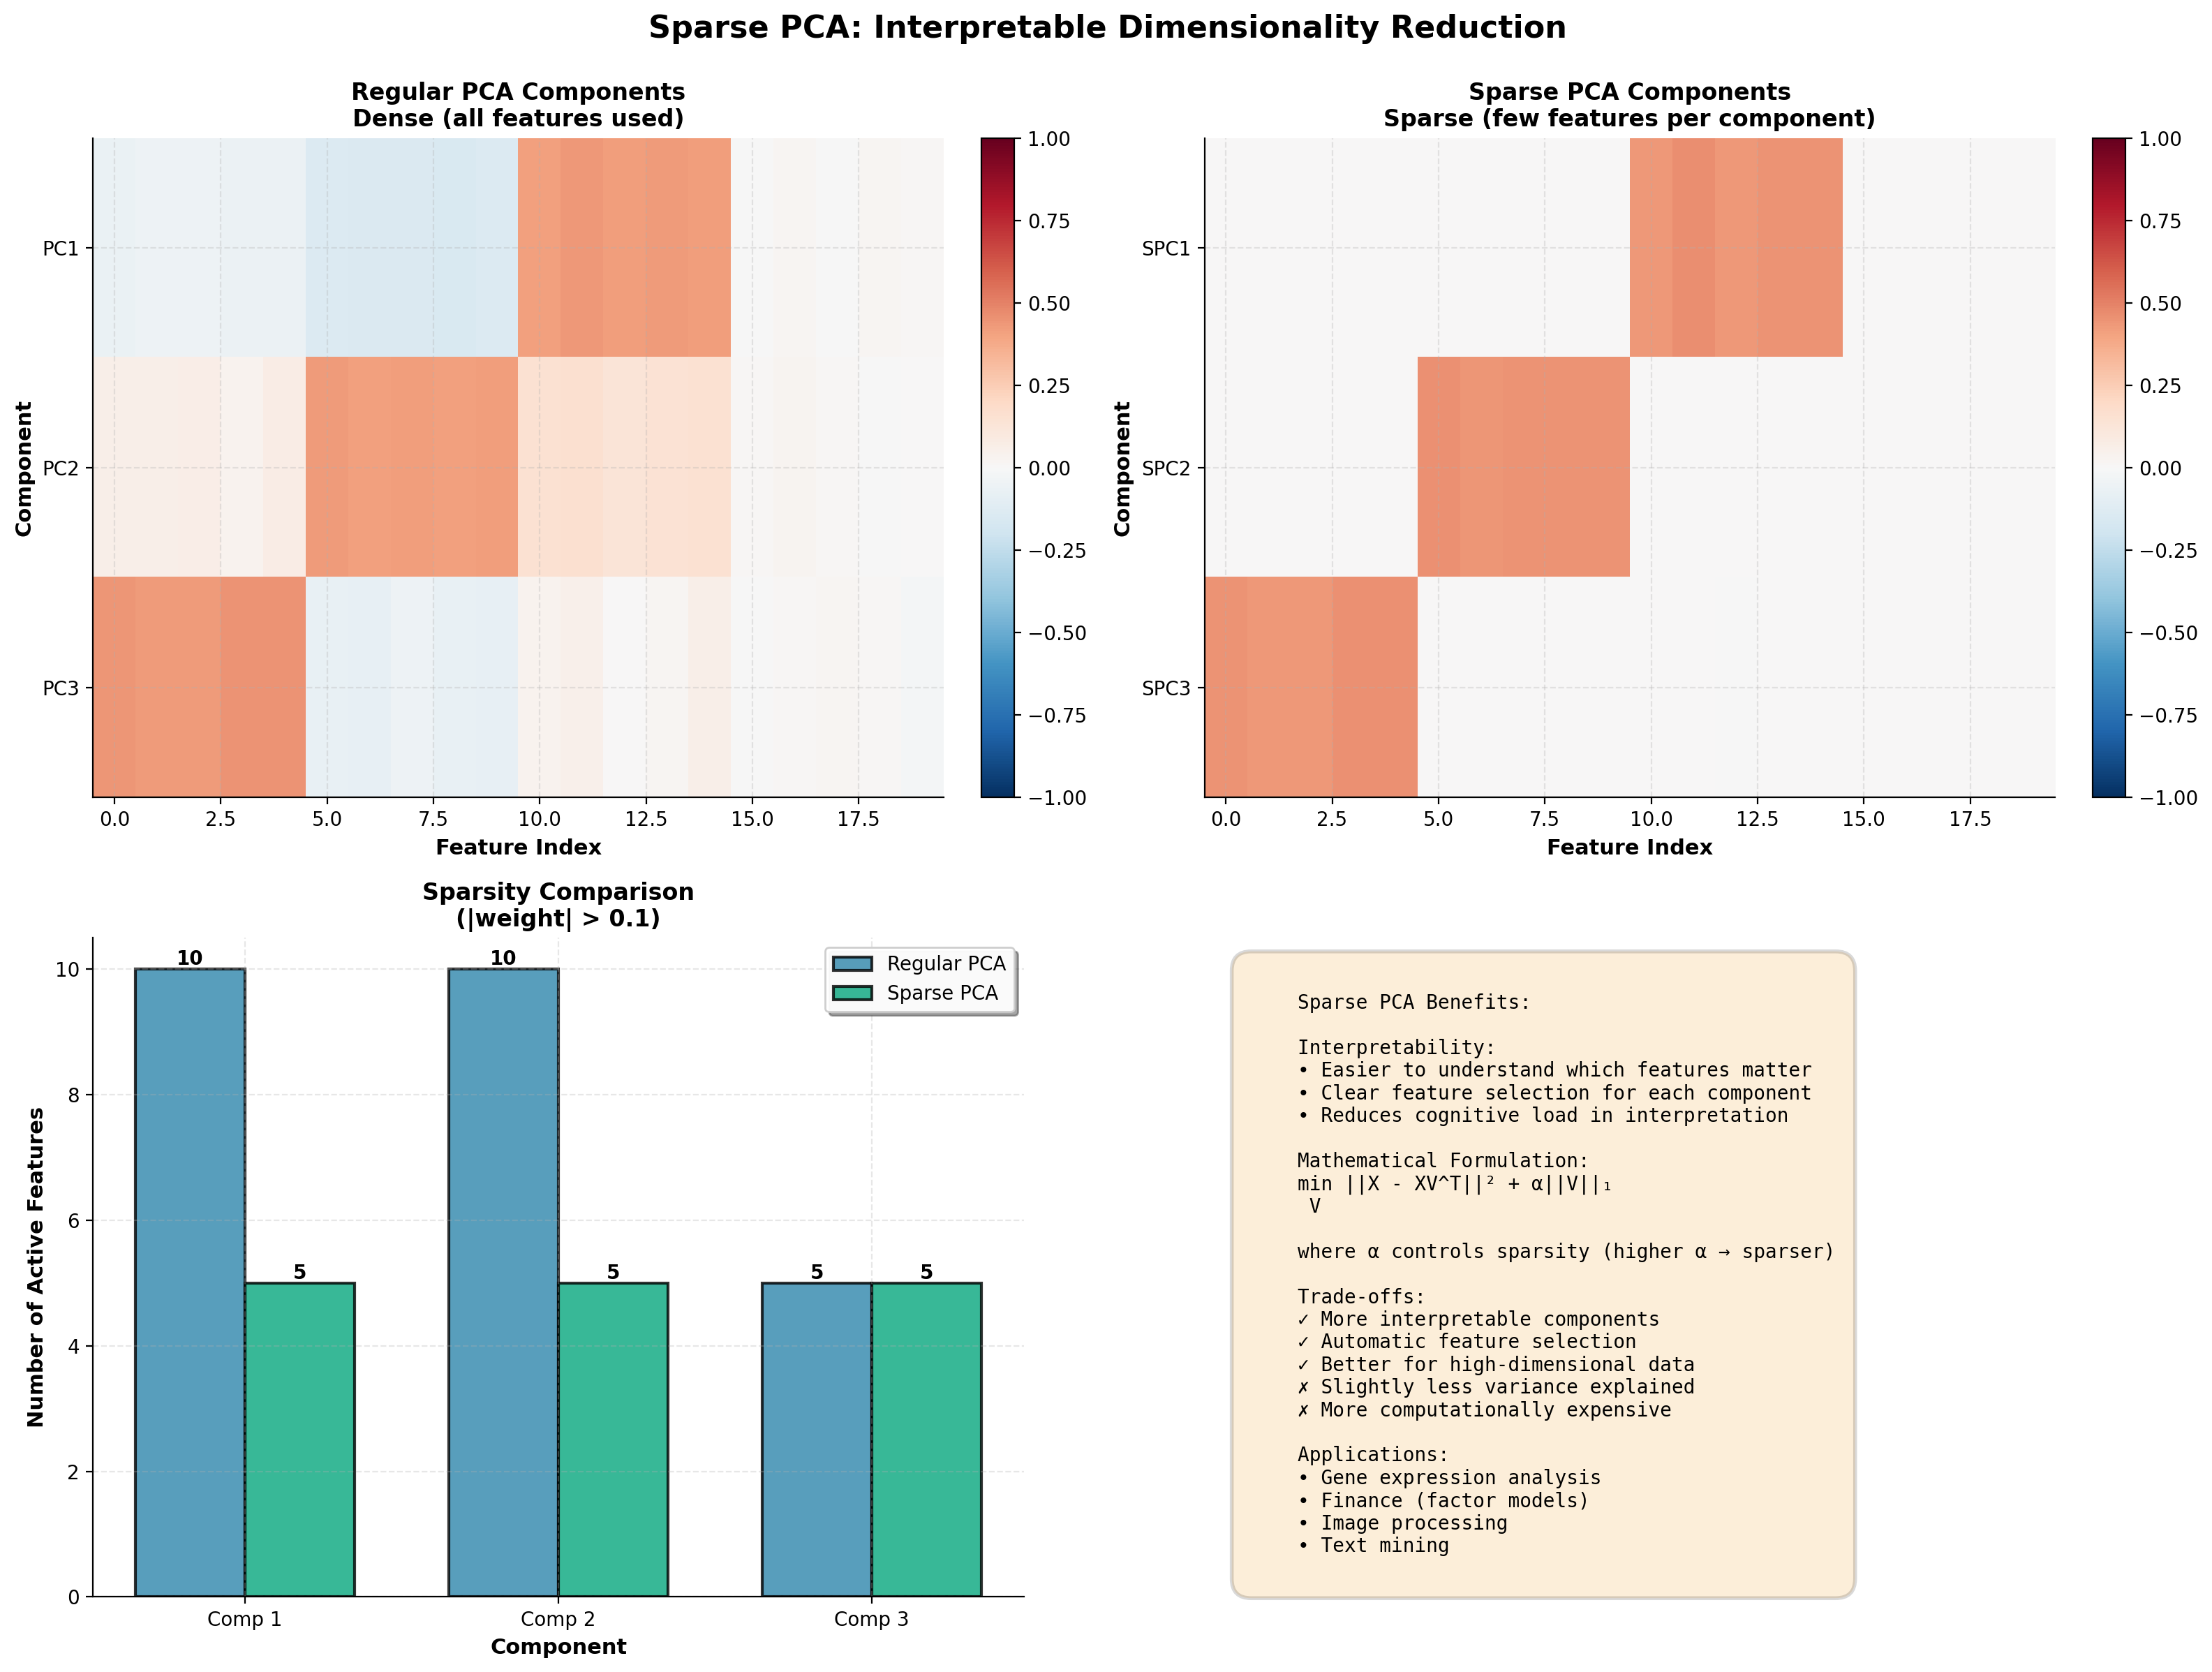 Sparse PCA: Interpretable Dimensionality Reduction
Regular PCA Components
Dense (all features used)
Component
PC1
PC2
PC3
0.0 2.5 5.0 7.5 10.0 12.5 15.0 17.5
Feature Index
1.00
0.75
0.50
0.25
0.00
−0.25
−0.50
−0.75
−1.00
Sparse PCA Components
Sparse (few features per component)
Component
SPC1
SPC2
SPC3
0.0 2.5 5.0 7.5 10.0 12.5 15.0 17.5
Feature Index
1.00
0.75
0.50
0.25
0.00
−0.25
−0.50
−0.75
−1.00
Sparsity Comparison
(|weight| > 0.1)
Number of Active Features
10
8
6
4
2
0
10 5 10 5 5 5
Regular PCA
Sparse PCA
Comp 1 Comp 2 Comp 3
Component
Sparse PCA Benefits:
Interpretability:
• Easier to understand which features matter
• Clear feature selection for each component
• Reduces cognitive load in interpretation
Mathematical Formulation:
min ||X - XV^T||² + α||V||₁
V
where α controls sparsity (higher α → sparser)
Trade-offs:
✓ More interpretable components
✓ Automatic feature selection
✓ Better for high-dimensional data
✗ Slightly less variance explained
✗ More computationally expensive
Applications:
• Gene expression analysis
• Finance (factor models)
• Image processing
• Text mining